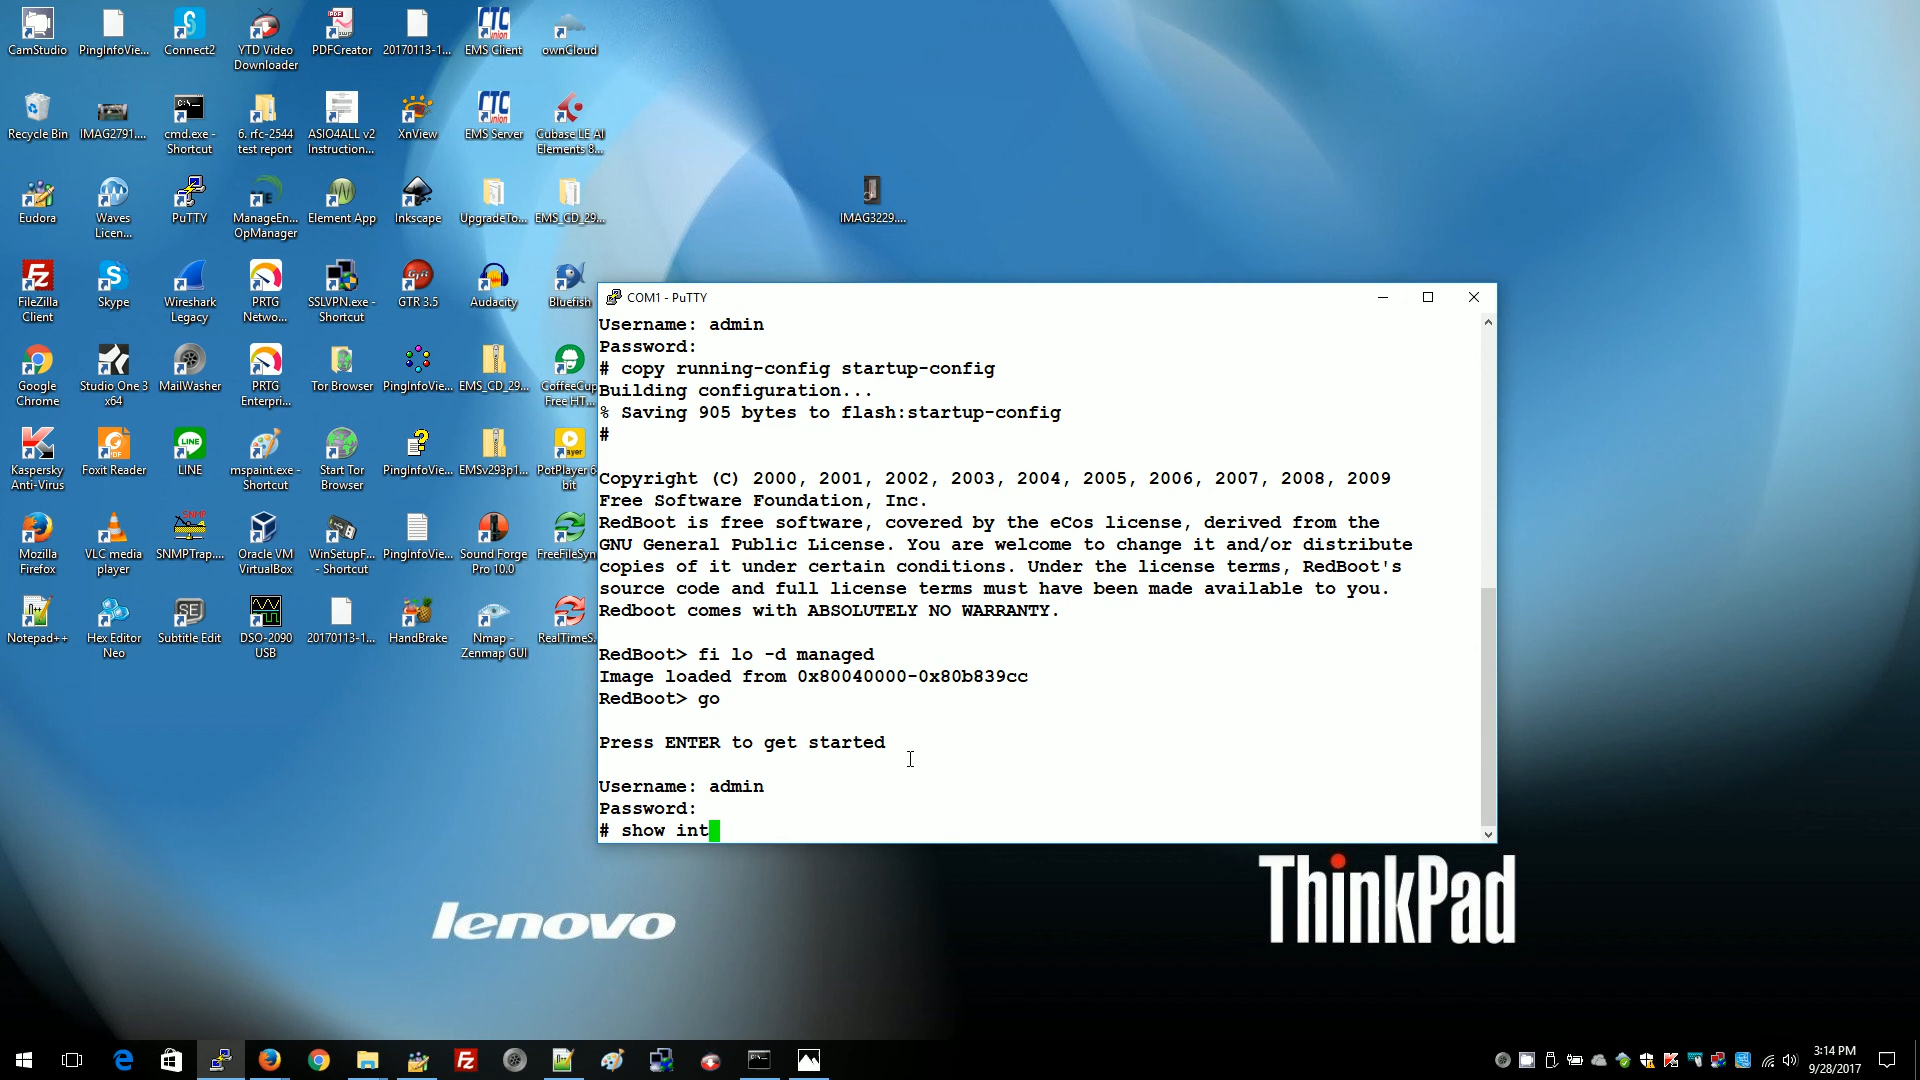 CamStudio
PingInfoVie...
Connect2
YTD Video
Downloader
PDFCreator
20170113-1...
EMS Client
ownCloud
Recycle Bin
IMAG2791....
cmd.exe -
Shortcut
6. rfc-2544
test report
ASIO4ALL v2
Instruction...
XnView
EMS Server
Cubase LE AI
Elements 8...
Eudora
Waves
Licen...
PuTTY
ManageEn...
OpManager
Element App
Inkscape
UpgradeTo...
EMS_CD_29...
IMAG3229....
FileZilla
Client
Skype
Wireshark
Legacy
PRTG
Netwo...
SSLVPN.exe -
Shortcut
GTR 3.5
Audacity
Bluefish
Google
Chrome
Studio One 3
x64
MailWasher
PRTG
Enterpri...
Tor Browser
PingInfoVie...
EMS_CD_29...
CoffeeCup
Free HT...
Kaspersky
Anti-Virus
Foxit Reader
LINE
mspaint.exe -
Shortcut
Start Tor
Browser
PingInfoVie...
EMSv293p1...
PotPlayer 6
bit
Mozilla
Firefox
VLC media
player
SNMPTrap....
Oracle VM
VirtualBox
WinSetupF...
- Shortcut
PingInfoVie...
Sound Forge
Pro 10.0
FreeFileSyn
Notepad++
Hex Editor
Neo
Subtitle Edit
DSO-2090
USB
20170113-1...
HandBrake
Nmap -
Zenmap GUI
RealTimeS.
COM1 - PuTTY
Username: admin
Password:
# copy running-config startup-config
Building configuration...
% Saving 905 bytes to flash:startup-config
#
Copyright (C) 2000, 2001, 2002, 2003, 2004, 2005, 2006, 2007, 2008, 2009
Free Software Foundation, Inc.
RedBoot is free software, covered by the eCos license, derived from the
GNU General Public License. You are welcome to change it and/or distribute
copies of it under certain conditions. Under the license terms, RedBoot's
source code and full license terms must have been made available to you.
Redboot comes with ABSOLUTELY NO WARRANTY.
RedBoot> fi lo -d managed
Image loaded from 0x80040000-0x80b839cc
RedBoot> go
Press ENTER to get started
Username: admin
Password:
# show int
lenovo
ThinkPad
3:14 PM
9/28/2017